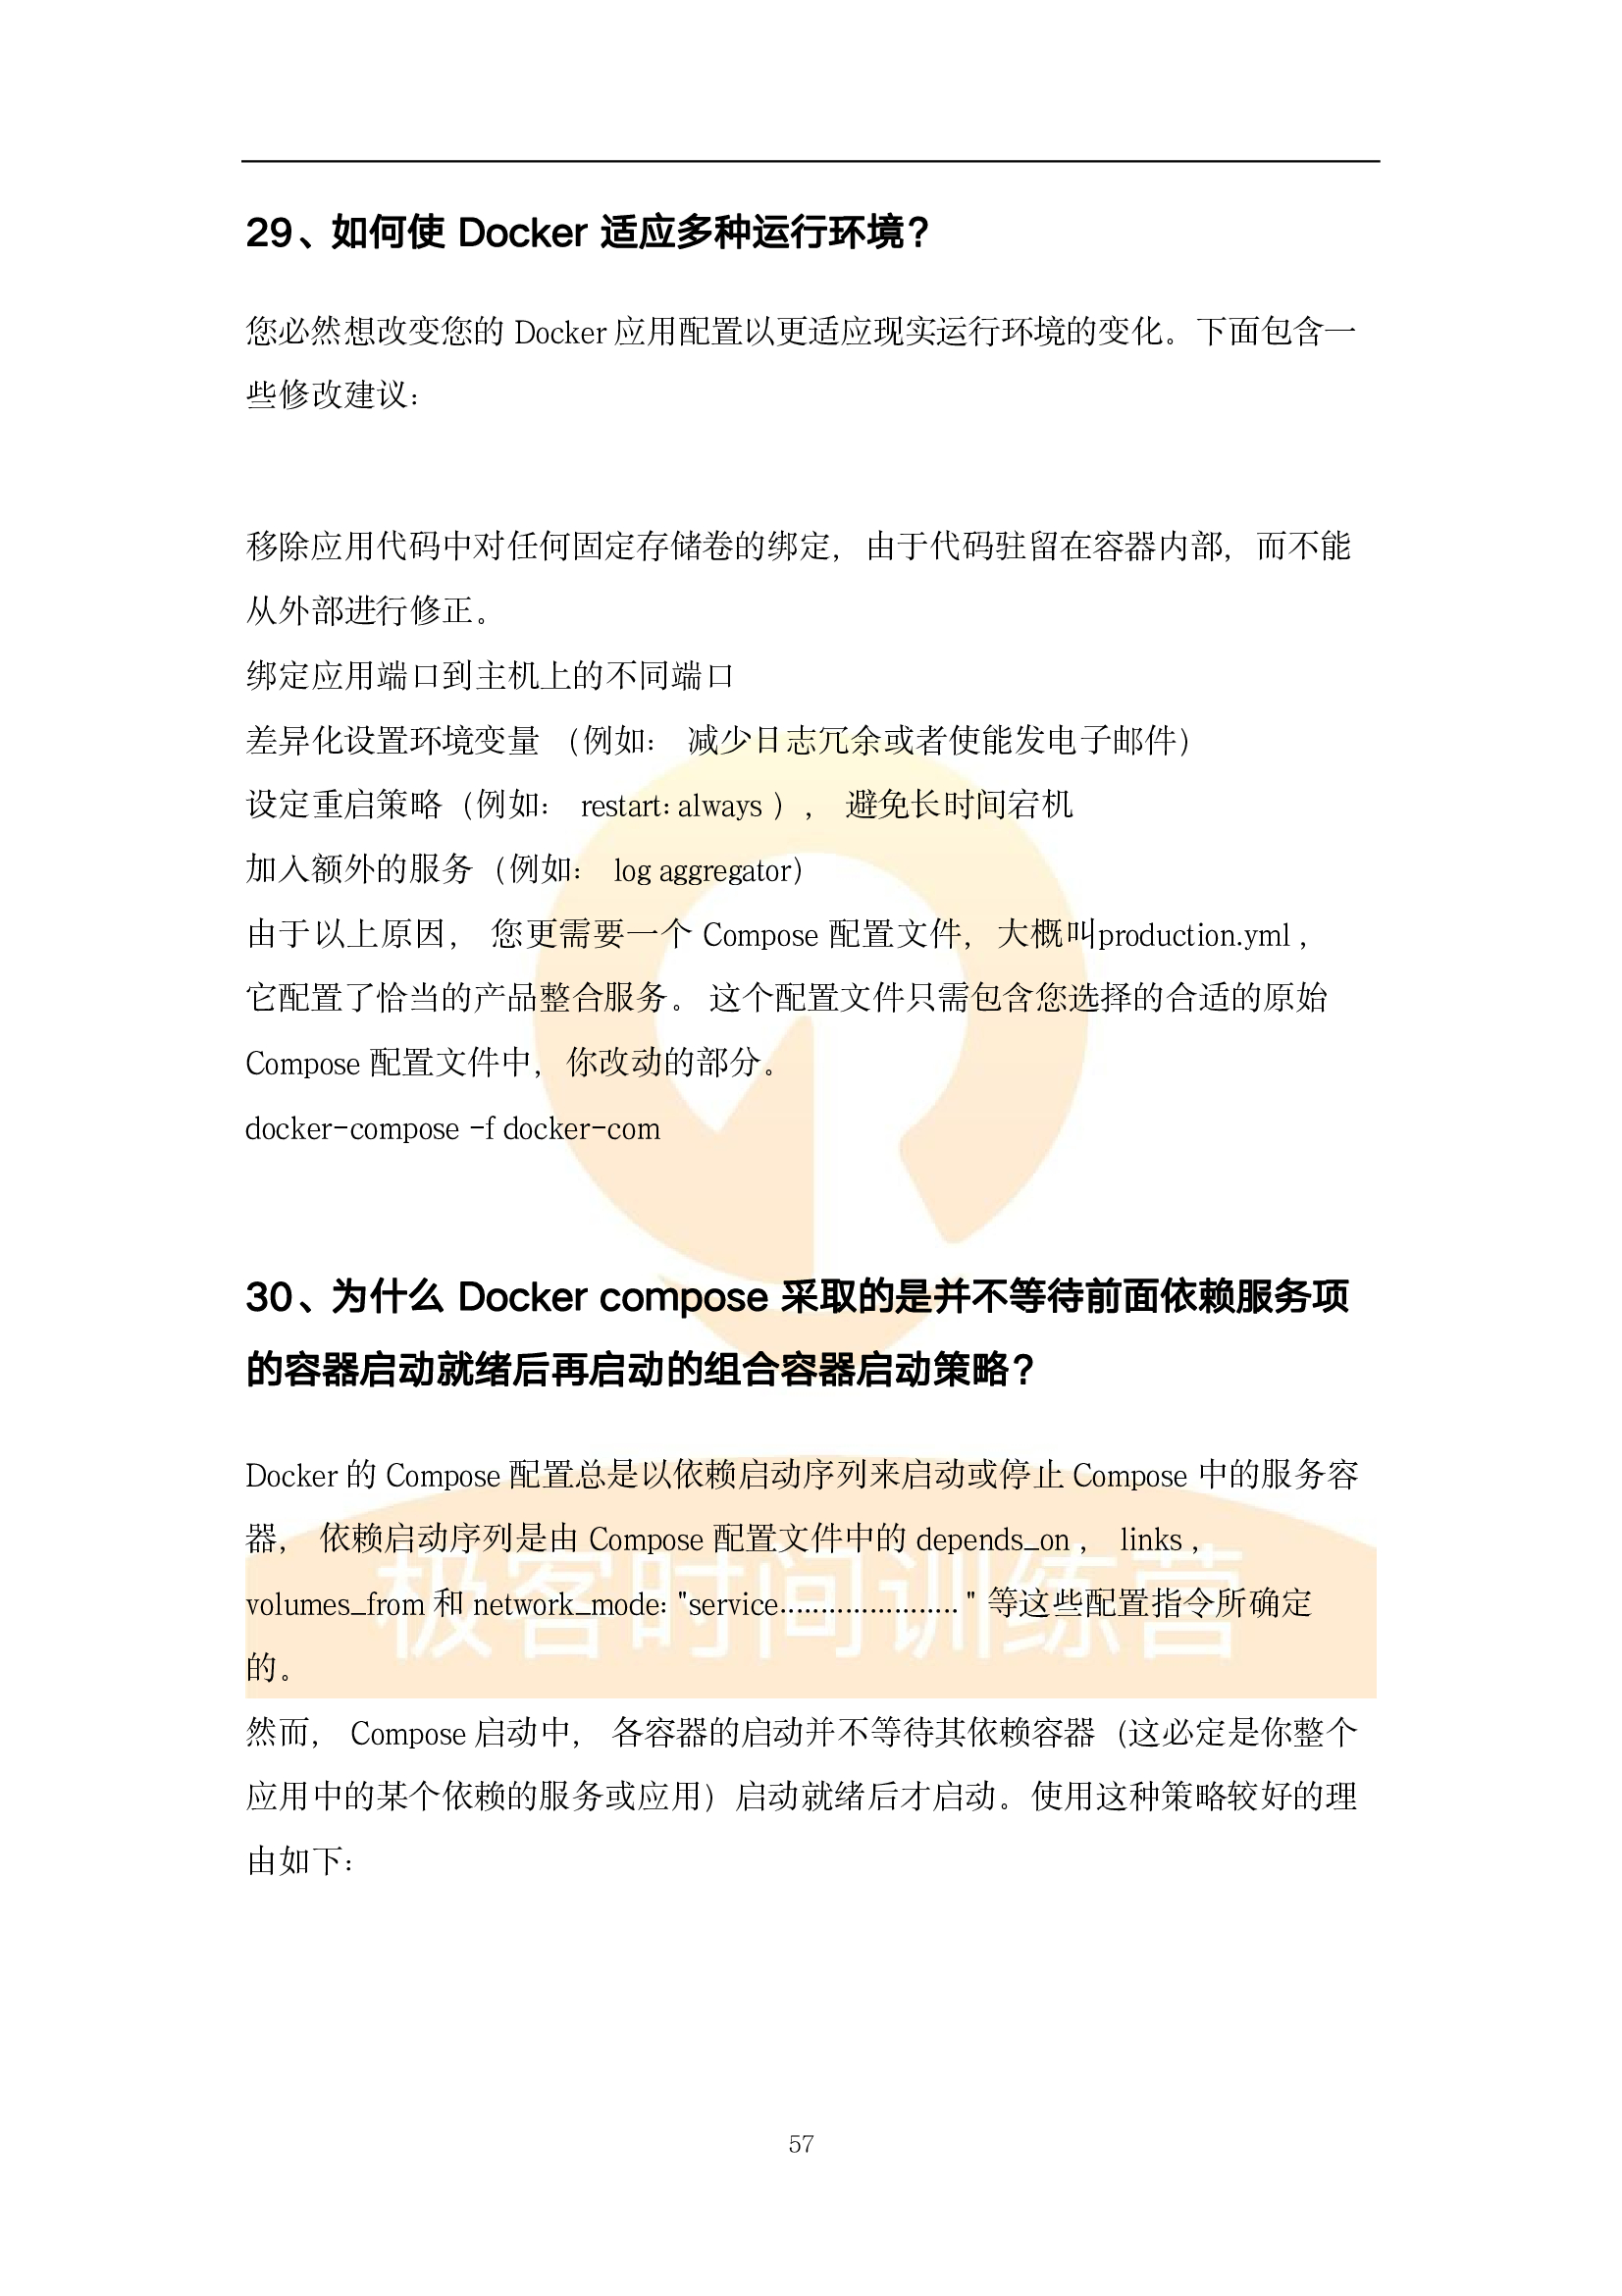 29、如何使 Docker 适应多种运行环境？
您必然想改变您的 Docker 应用配置以更适应现实运行环境的变化。下面包含一
些修改建议：
移除应用代码中对任何固定存储卷的绑定，由于代码驻留在容器内部，而不能
从外部进行修正。
绑定应用端口到主机上的不同端口
差异化设置环境变量 （例如： 减少日志冗余或者使能发电子邮件）
设定重启策略（例如： restart: always ）， 避免长时间宕机
加入额外的服务（例如： log aggregator）
由于以上原因， 您更需要一个 Compose 配置文件，大概叫production.yml ，
它配置了恰当的产品整合服务。 这个配置文件只需包含您选择的合适的原始
Compose 配置文件中，你改动的部分。
docker-compose -f docker-com
30、为什么 Docker compose 采取的是并不等待前面依赖服务项
的容器启动就绪后再启动的组合容器启动策略？
Docker 的 Compose 配置总是以依赖启动序列来启动或停止 Compose 中的服务容
器， 依赖启动序列是由 Compose 配置文件中的 depends_on ， links ，
volumes_from 和 network_mode: "service...................... " 等这些配置指令所确定
的。
极客时间训练营
然而， Compose 启动中， 各容器的启动并不等待其依赖容器（这必定是你整个
应用中的某个依赖的服务或应用）启动就绪后才启动。使用这种策略较好的理
由如下：
57